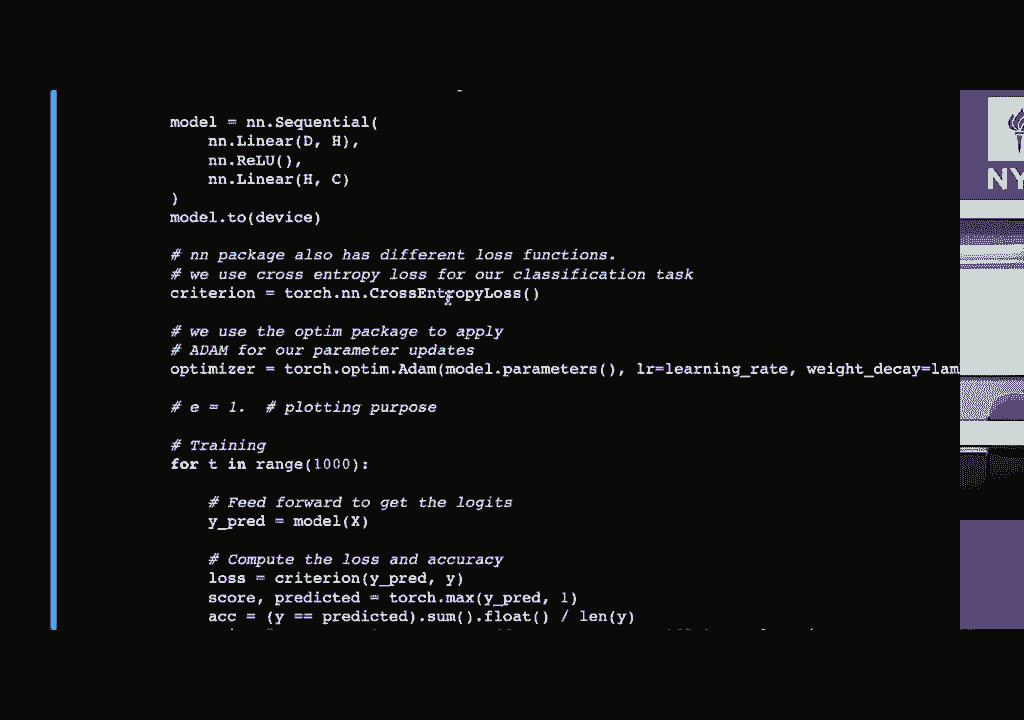 model = nn.Sequential(
    nn.Linear(D, H),
    nn.ReLU(),
    nn.Linear(H, C)
)
model.to(device)
# nn package also has different loss functions.
# we use cross entropy loss for our classification task
criterion = torch.nn.CrossEntropyLoss()
# we use the optim package to apply
# ADAM for our parameter updates
optimizer = torch.optim.Adam(model.parameters(), lr=learning_rate, weight_decay=lam
# e = 1.  # plotting purpose
# Training
for t in range(1000):
    # Feed forward to get the logits
    y_pred = model(X)
    # Compute the loss and accuracy
    loss = criterion(y_pred, y)
    score, predicted = torch.max(y_pred, 1)
    acc = (y == predicted).sum().float() / len(y)
NY